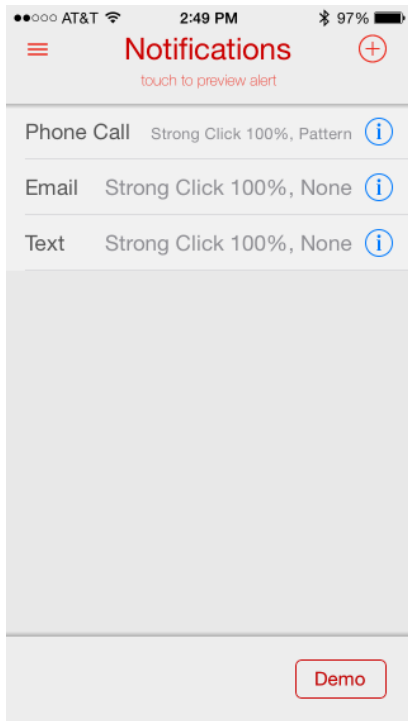 AT&T 2:49 PM 97%
Notifications
touch to preview alert
Phone Call Strong Click 100%, Pattern
Email Strong Click 100%, None
Text Strong Click 100%, None
Demo